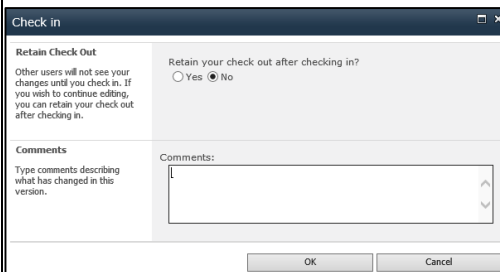 Check in
Retain Check Out
Other users will not see your
changes until you check in. If
you wish to continue editing,
you can retain your check out
after checking in.
Retain your check out after checking in?
Yes No
Comments
Type comments describing
what has changed in this
version.
Comments:
OK Cancel